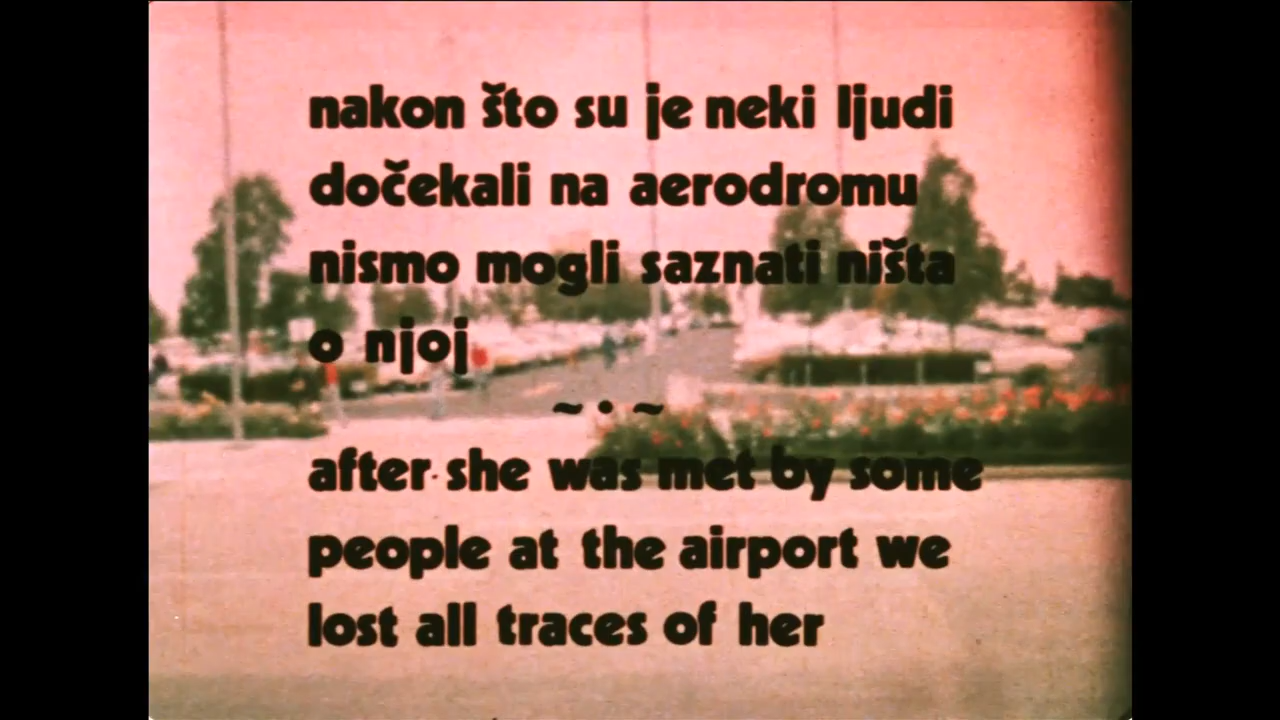 nakon što su je neki ljudi
dočekali na aerodromu
nismo mogli saznati ništa
o njoj
~ • ~
after she was met by some
people at the airport we
lost all traces of her